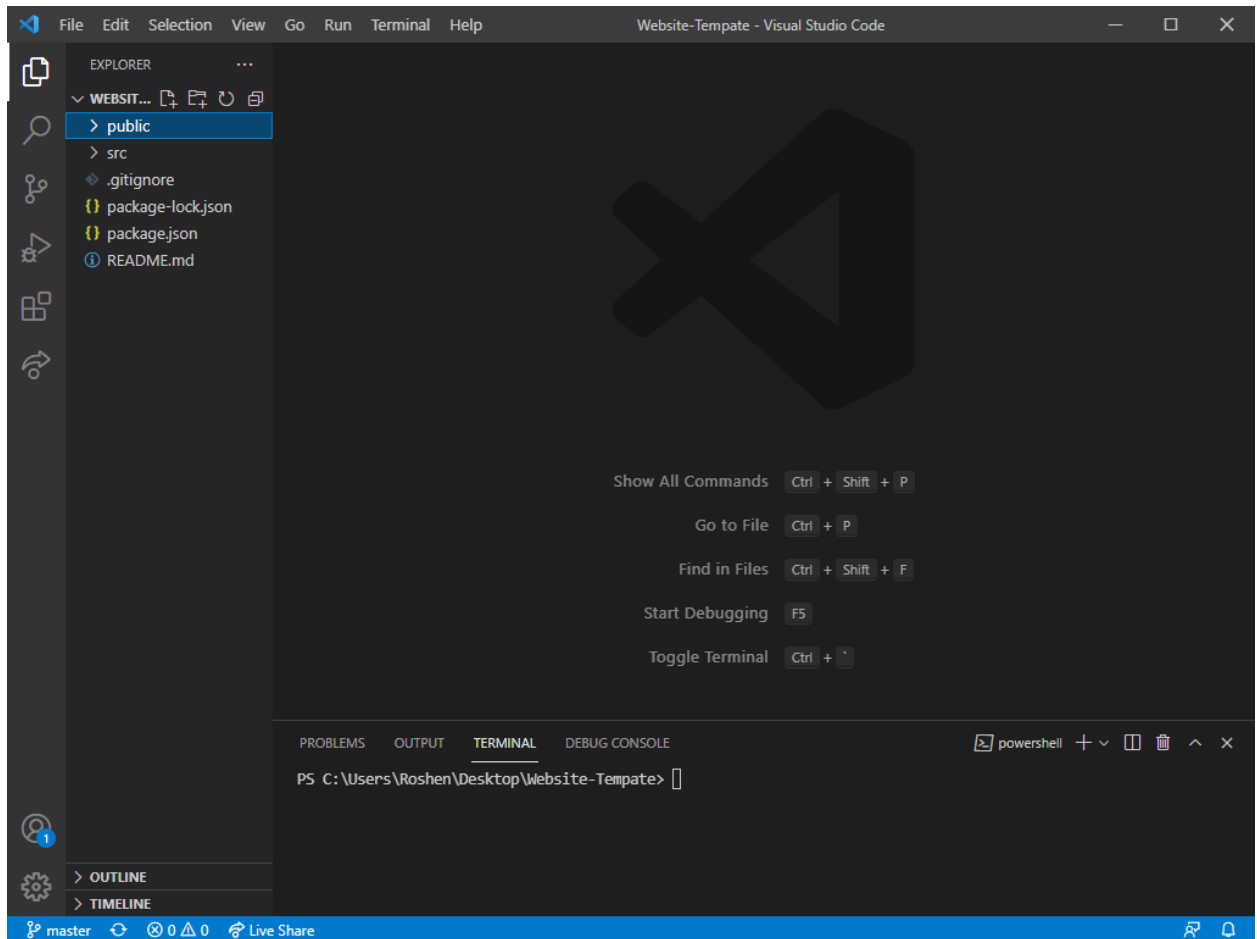 File Edit Selection View Go Run Terminal Help Website-Tempate - Visual Studio Code
EXPLORER
WEBSIT...
public
src
.gitignore
{} package-lock.json
{} package.json
README.md
Show All Commands Ctrl + Shift + P
Go to File Ctrl + P
Find in Files Ctrl + Shift + F
Start Debugging F5
Toggle Terminal Ctrl + `
PROBLEMS OUTPUT TERMINAL DEBUG CONSOLE powershell
PS C:\Users\Roshen\Desktop\Website-Tempate>
1
OUTLINE
TIMELINE
master 0 0 Live Share